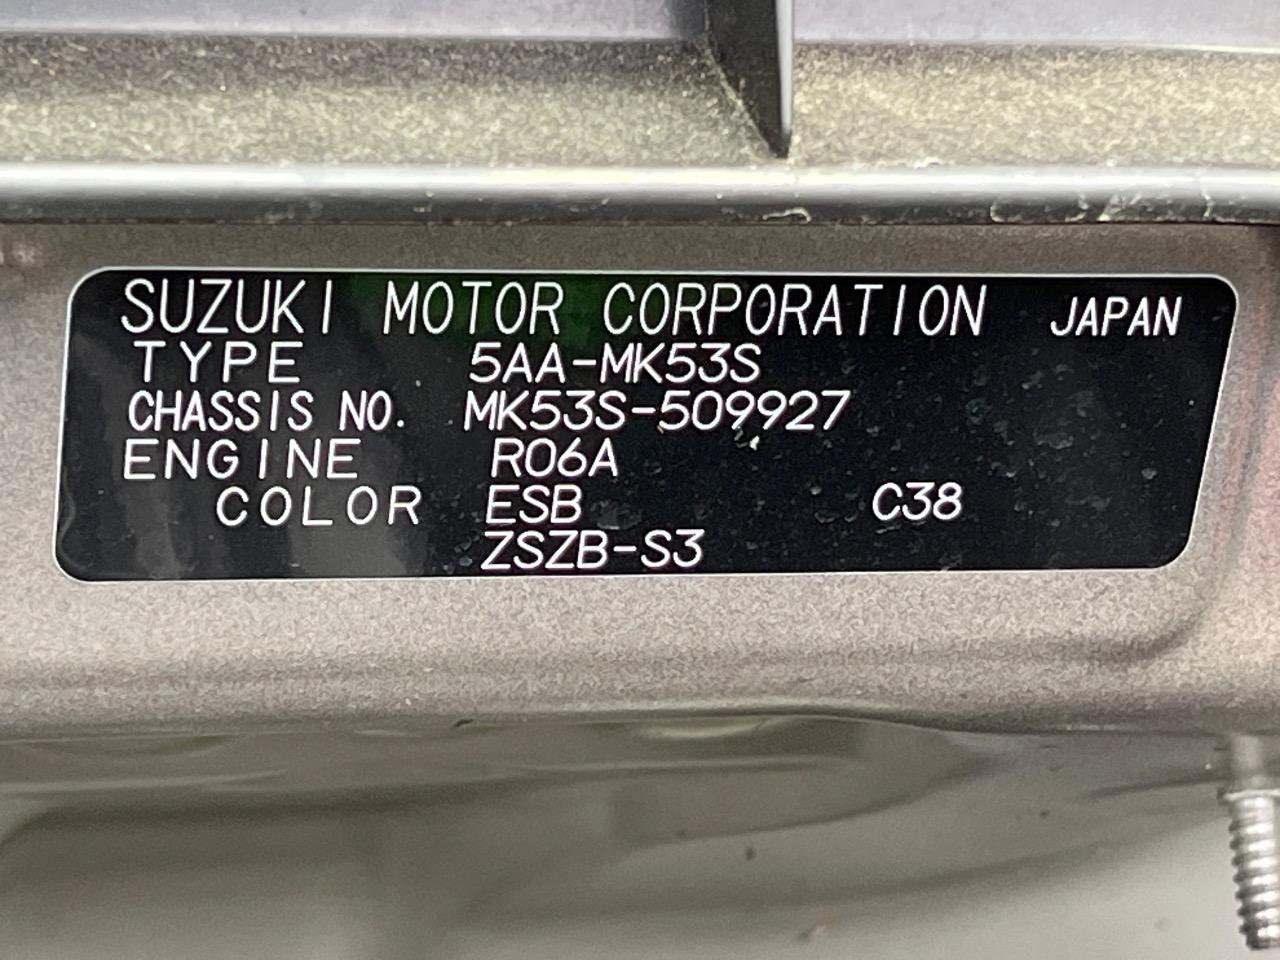 SUZUKI MOTOR CORPORATION JAPAN
TYPE 5AA-MK53S
CHASSIS NO. MK53S-509927
ENGINE R06A
COLOR ESB C38
ZSZB-S3